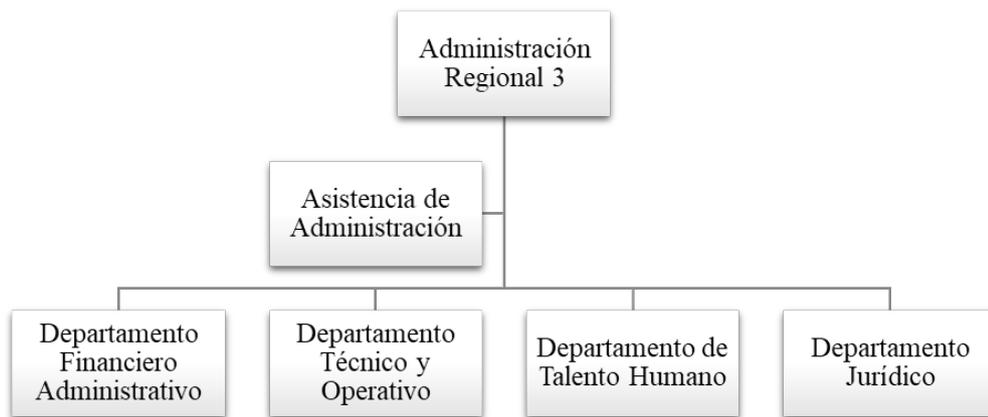 Administración
Regional 3
Asistencia de
Administración
Departamento
Financiero
Administrativo
Departamento
Técnico y
Operativo
Departamento de
Talento Humano
Departamento
Jurídico